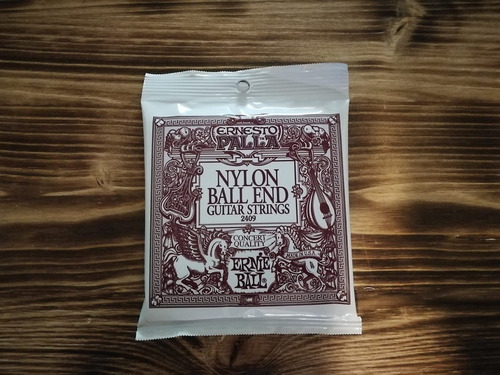 ERNESTO
PALLA
NYLON
BALL END
GUITAR STRINGS
2409
CONCERT
QUALITY
ERNIE
BALL